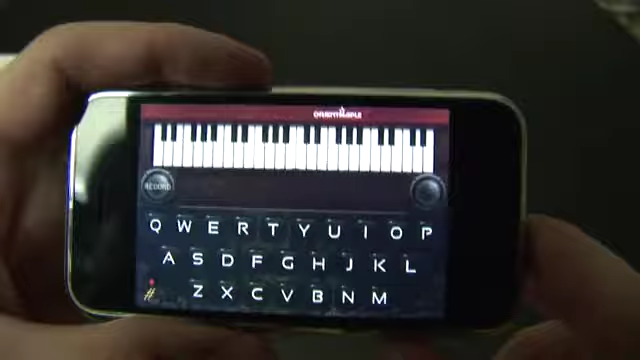 RECORD
Q W E R T Y U I O P
A S D F G H J K L
# Z X C V B N M